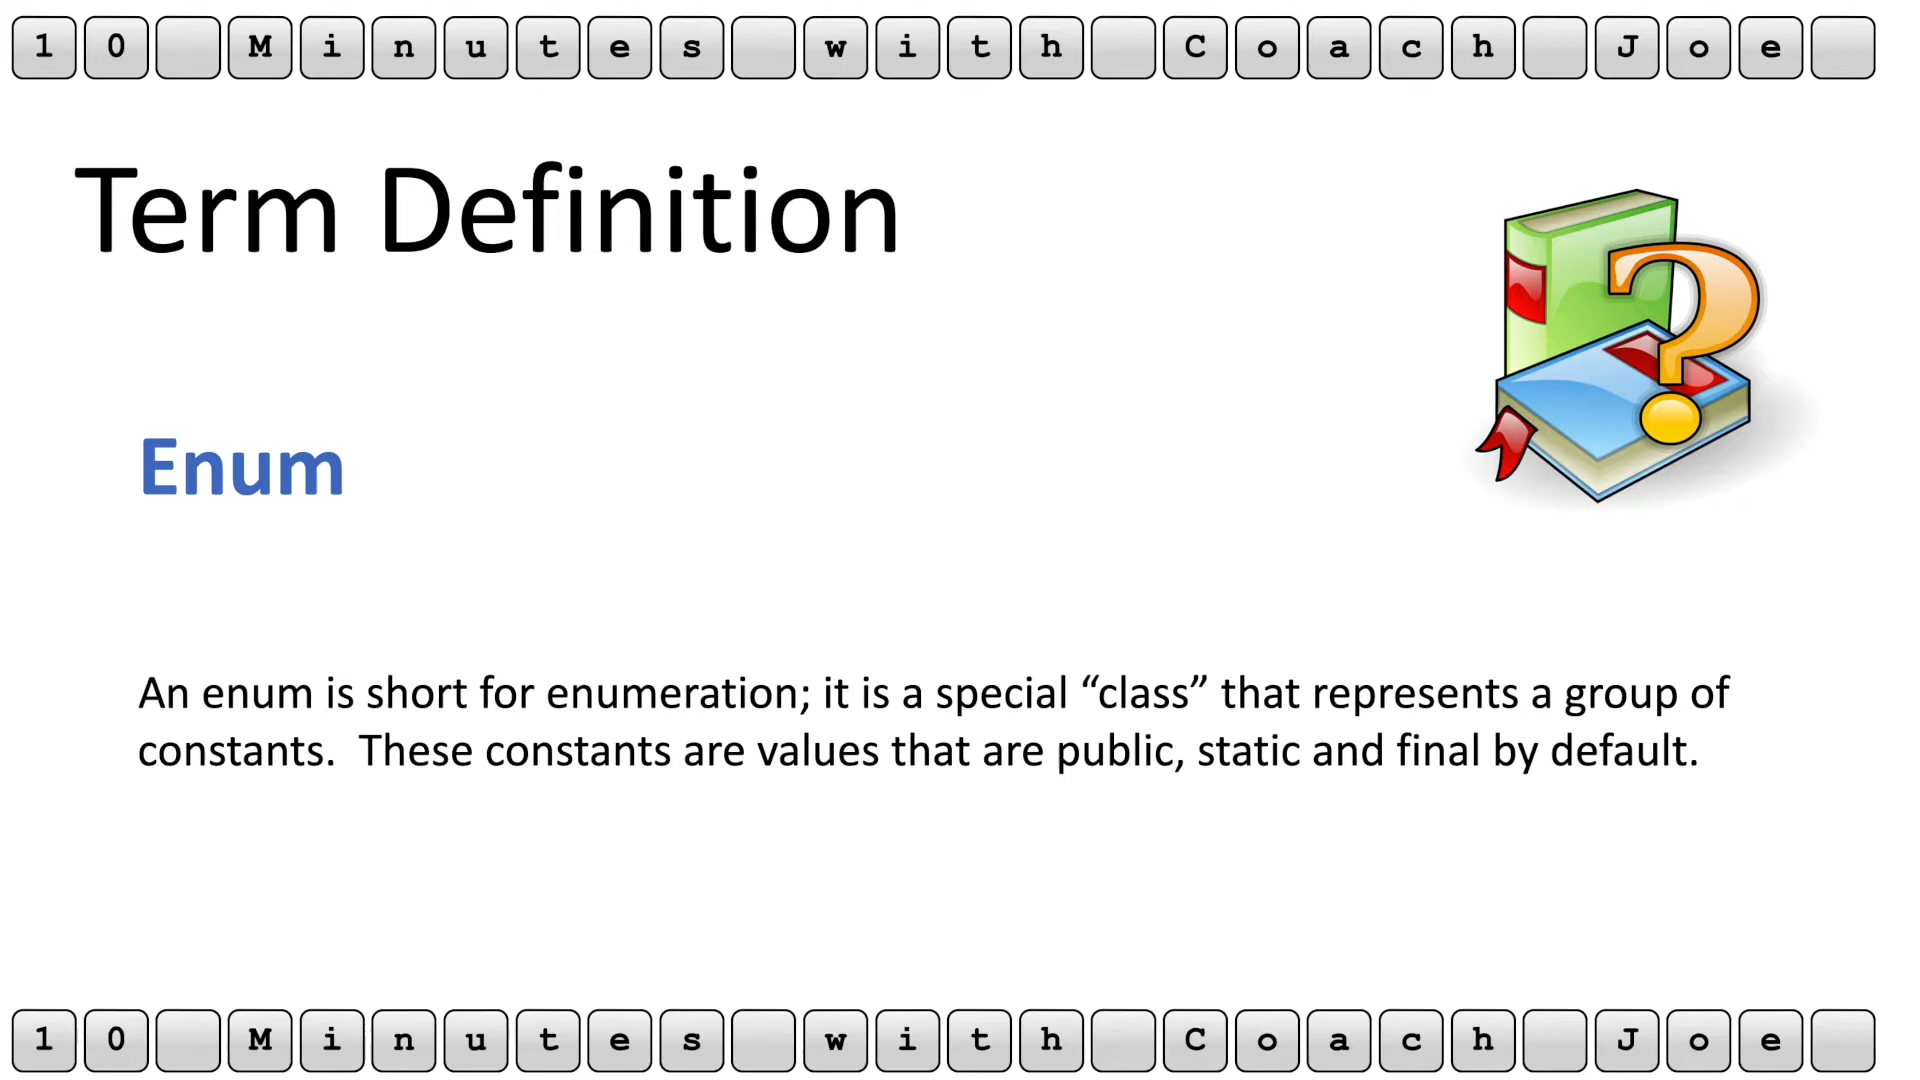 10 Minutes with Coach Joe
Term Definition
Enum
An enum is short for enumeration; it is a special “class” that represents a group of
constants.  These constants are values that are public, static and final by default.
10 Minutes with Coach Joe